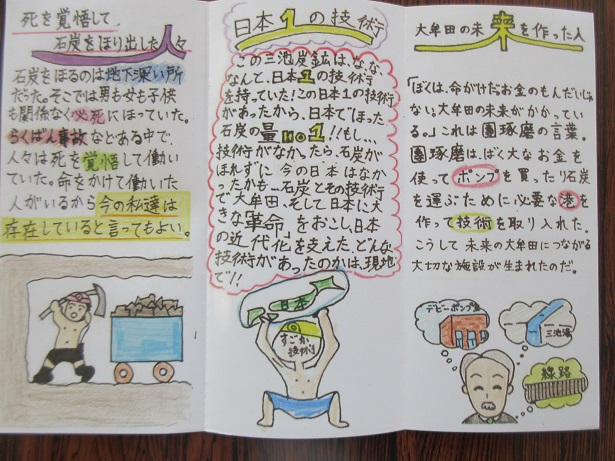 死を覚悟して
石炭をほり出した人々
石炭をほるのは地下深い所
だった。そこでは男も女も子供
も関係なく必死にほっていた。
らくばん事故などある中で、
人々は死を覚悟して働い
ていた。命をかけて働いた
人がいるから今の私達は
存在していると言ってもよい。
日本1の技術
この三池炭鉱は、なな、
なんて、日本1の技術
を持っていた!この日本1の技術
があったから、日本でほった
石炭の量No1!!もし…
技術がなかったら、石炭が
ほれずに今の日本はなか
ったかも…石炭とその技術
で大牟田、そして日本に大
きな「革命」をおこし、日本
の近代化を支えた。どんな
技術があったのかは、現地
で!!
日本
すごか
技術
大牟田の未来を作った人
「ぼくは、命がけだ。お金のもんだいじゃ
ない。大牟田の未来がかかってい
る。」これは團琢磨の言葉。
團琢磨は、ばく大なお金を
使ってポンプを買ったり石炭
を運ぶために必要な港を
作って技術を取り入れた。
こうして未来の大牟田につながる
大切な施設が生まれたのだ。
デビーポンプ室
三池港
線路